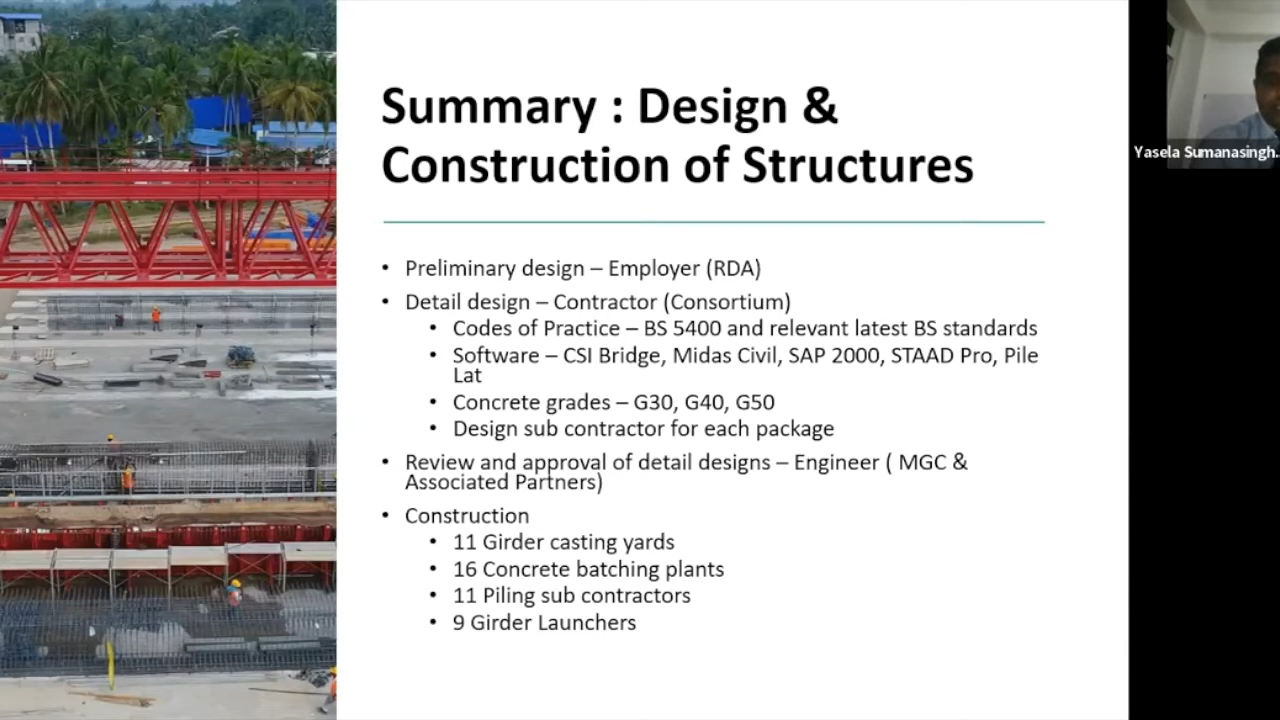 Summary : Design &
Construction of Structures
• Preliminary design – Employer (RDA)
• Detail design – Contractor (Consortium)
• Codes of Practice – BS 5400 and relevant latest BS standards
• Software – CSI Bridge, Midas Civil, SAP 2000, STAAD Pro, Pile
Lat
• Concrete grades – G30, G40, G50
• Design sub contractor for each package
• Review and approval of detail designs – Engineer ( MGC &
Associated Partners)
• Construction
• 11 Girder casting yards
• 16 Concrete batching plants
• 11 Piling sub contractors
• 9 Girder Launchers
Yasela Sumanasingh..